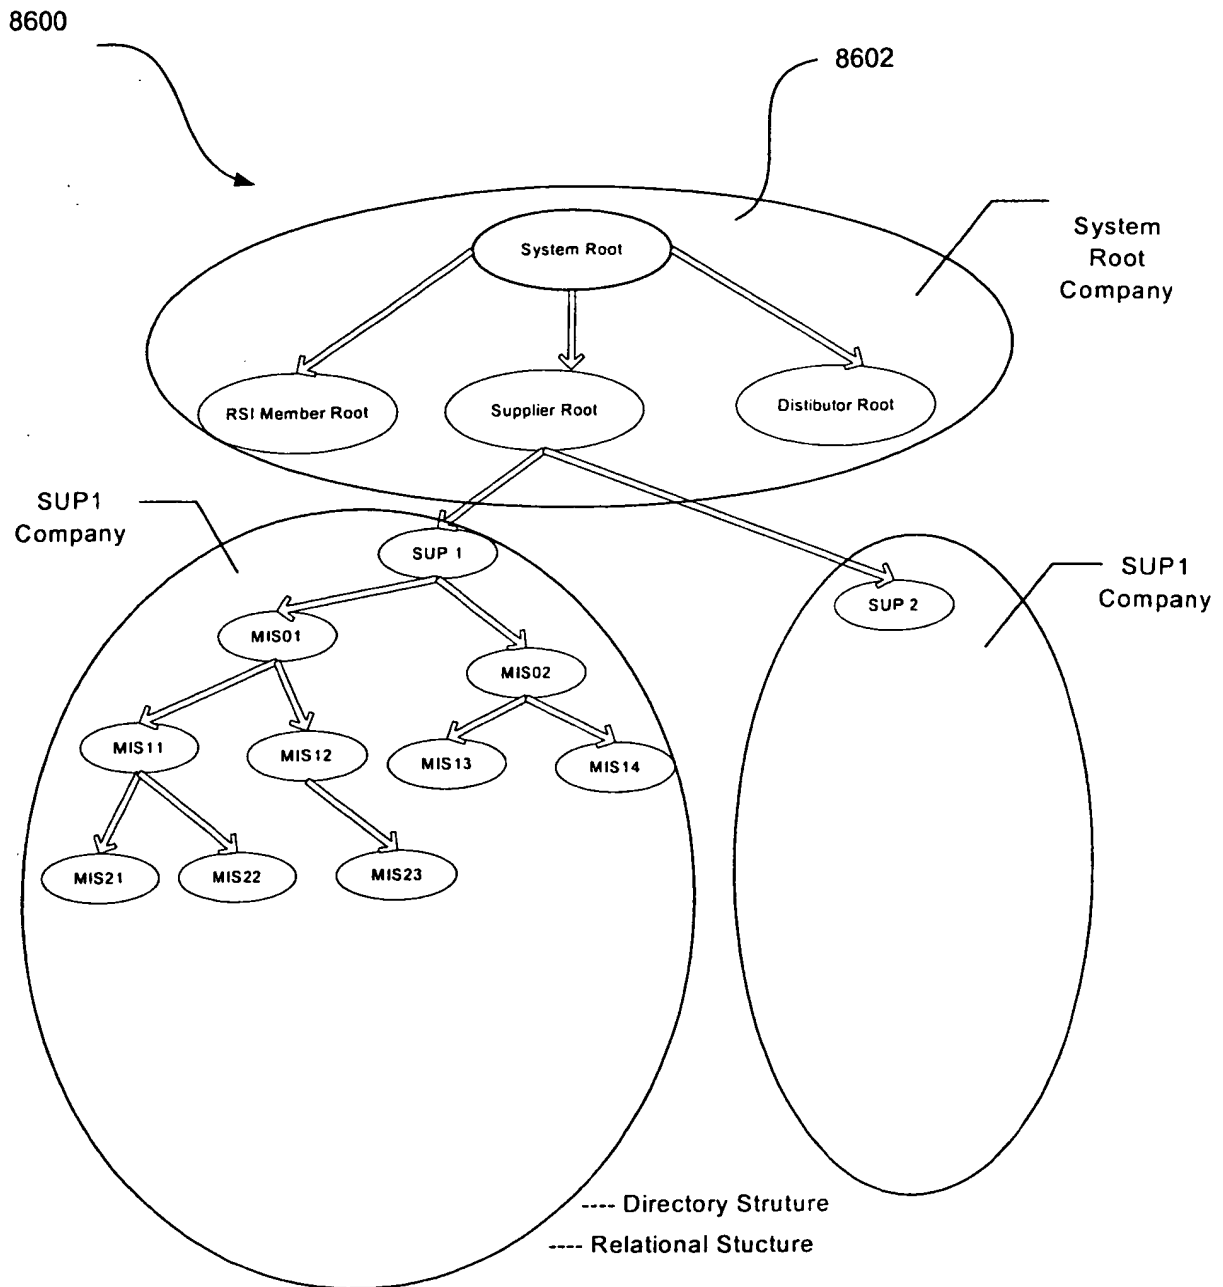 8600
8602
System Root
System
Root
Company
RSI Member Root
Supplier Root
Distibutor Root
SUP1
Company
SUP 1
SUP1
Company
SUP 2
MIS01
MIS02
MIS11
MIS12
MIS13
MIS14
MIS21
MIS22
MIS23
---- Directory Struture
---- Relational Stucture